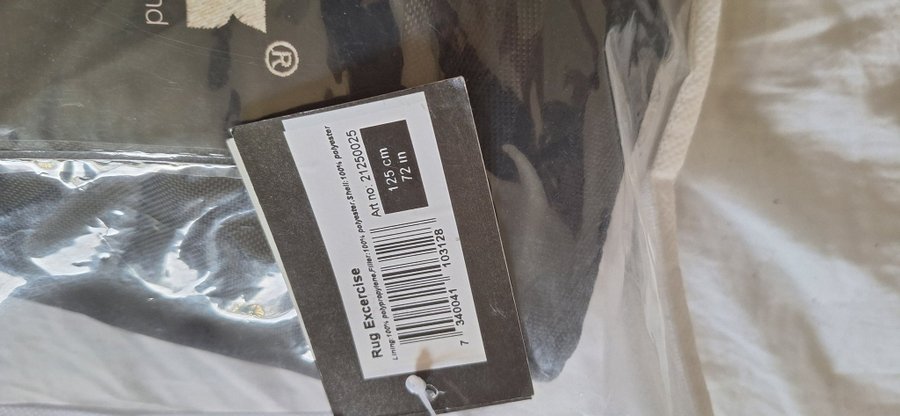 nd
®
Rug Excercise
Lining:100% polypropylene.Filler:100% polyester.Shell:100% polyester
Art no: 21250025
125 cm
72 in
7 340041 103128